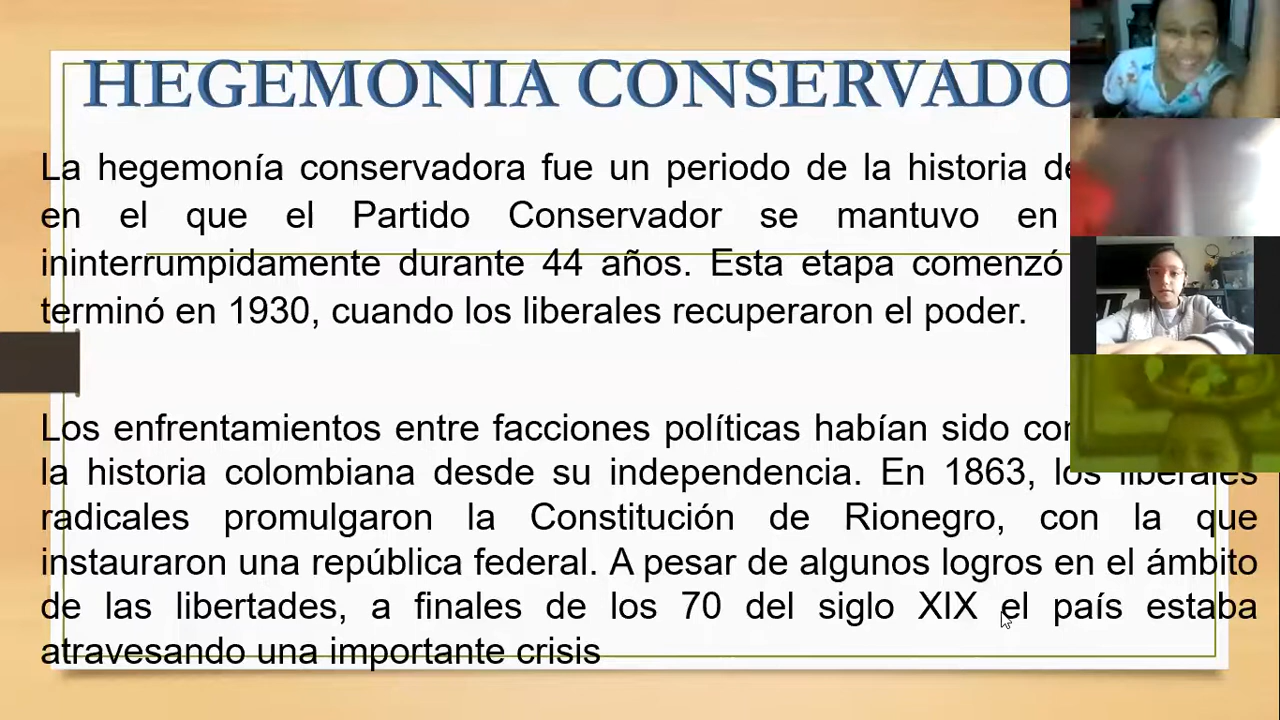 HEGEMONIA CONSERVADO
La hegemonía conservadora fue un periodo de la historia de
en el que el Partido Conservador se mantuvo en
ininterrumpidamente durante 44 años. Esta etapa comenzó
terminó en 1930, cuando los liberales recuperaron el poder.
Los enfrentamientos entre facciones políticas habían sido
la historia colombiana desde su independencia. En 1863, los liberales
radicales promulgaron la Constitución de Rionegro, con la que
instauraron una república federal. A pesar de algunos logros en el ámbito
de las libertades, a finales de los 70 del siglo XIX el país estaba
atravesando una importante crisis